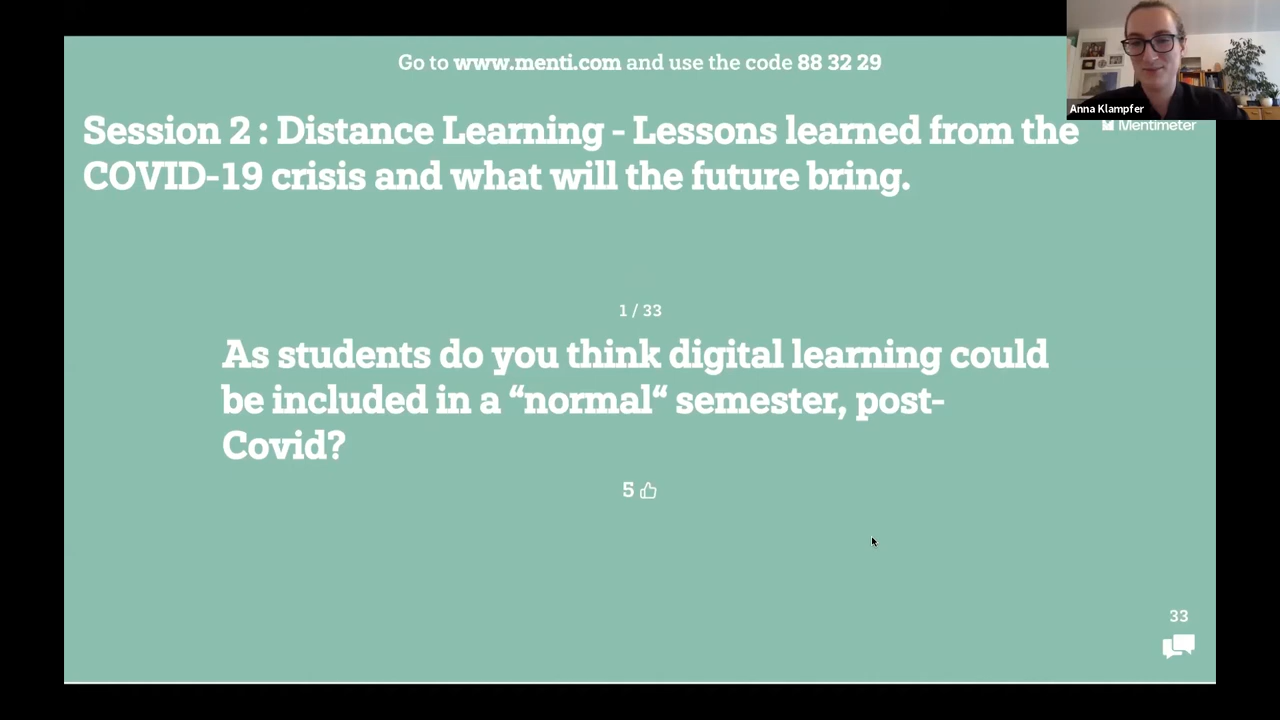 Go to www.menti.com and use the code 88 32 29
Anna Klampfer
Mentimeter
Session 2 : Distance Learning - Lessons learned from the
COVID-19 crisis and what will the future bring.
1 / 33
As students do you think digital learning could
be included in a “normal“ semester, post-
Covid?
5
33